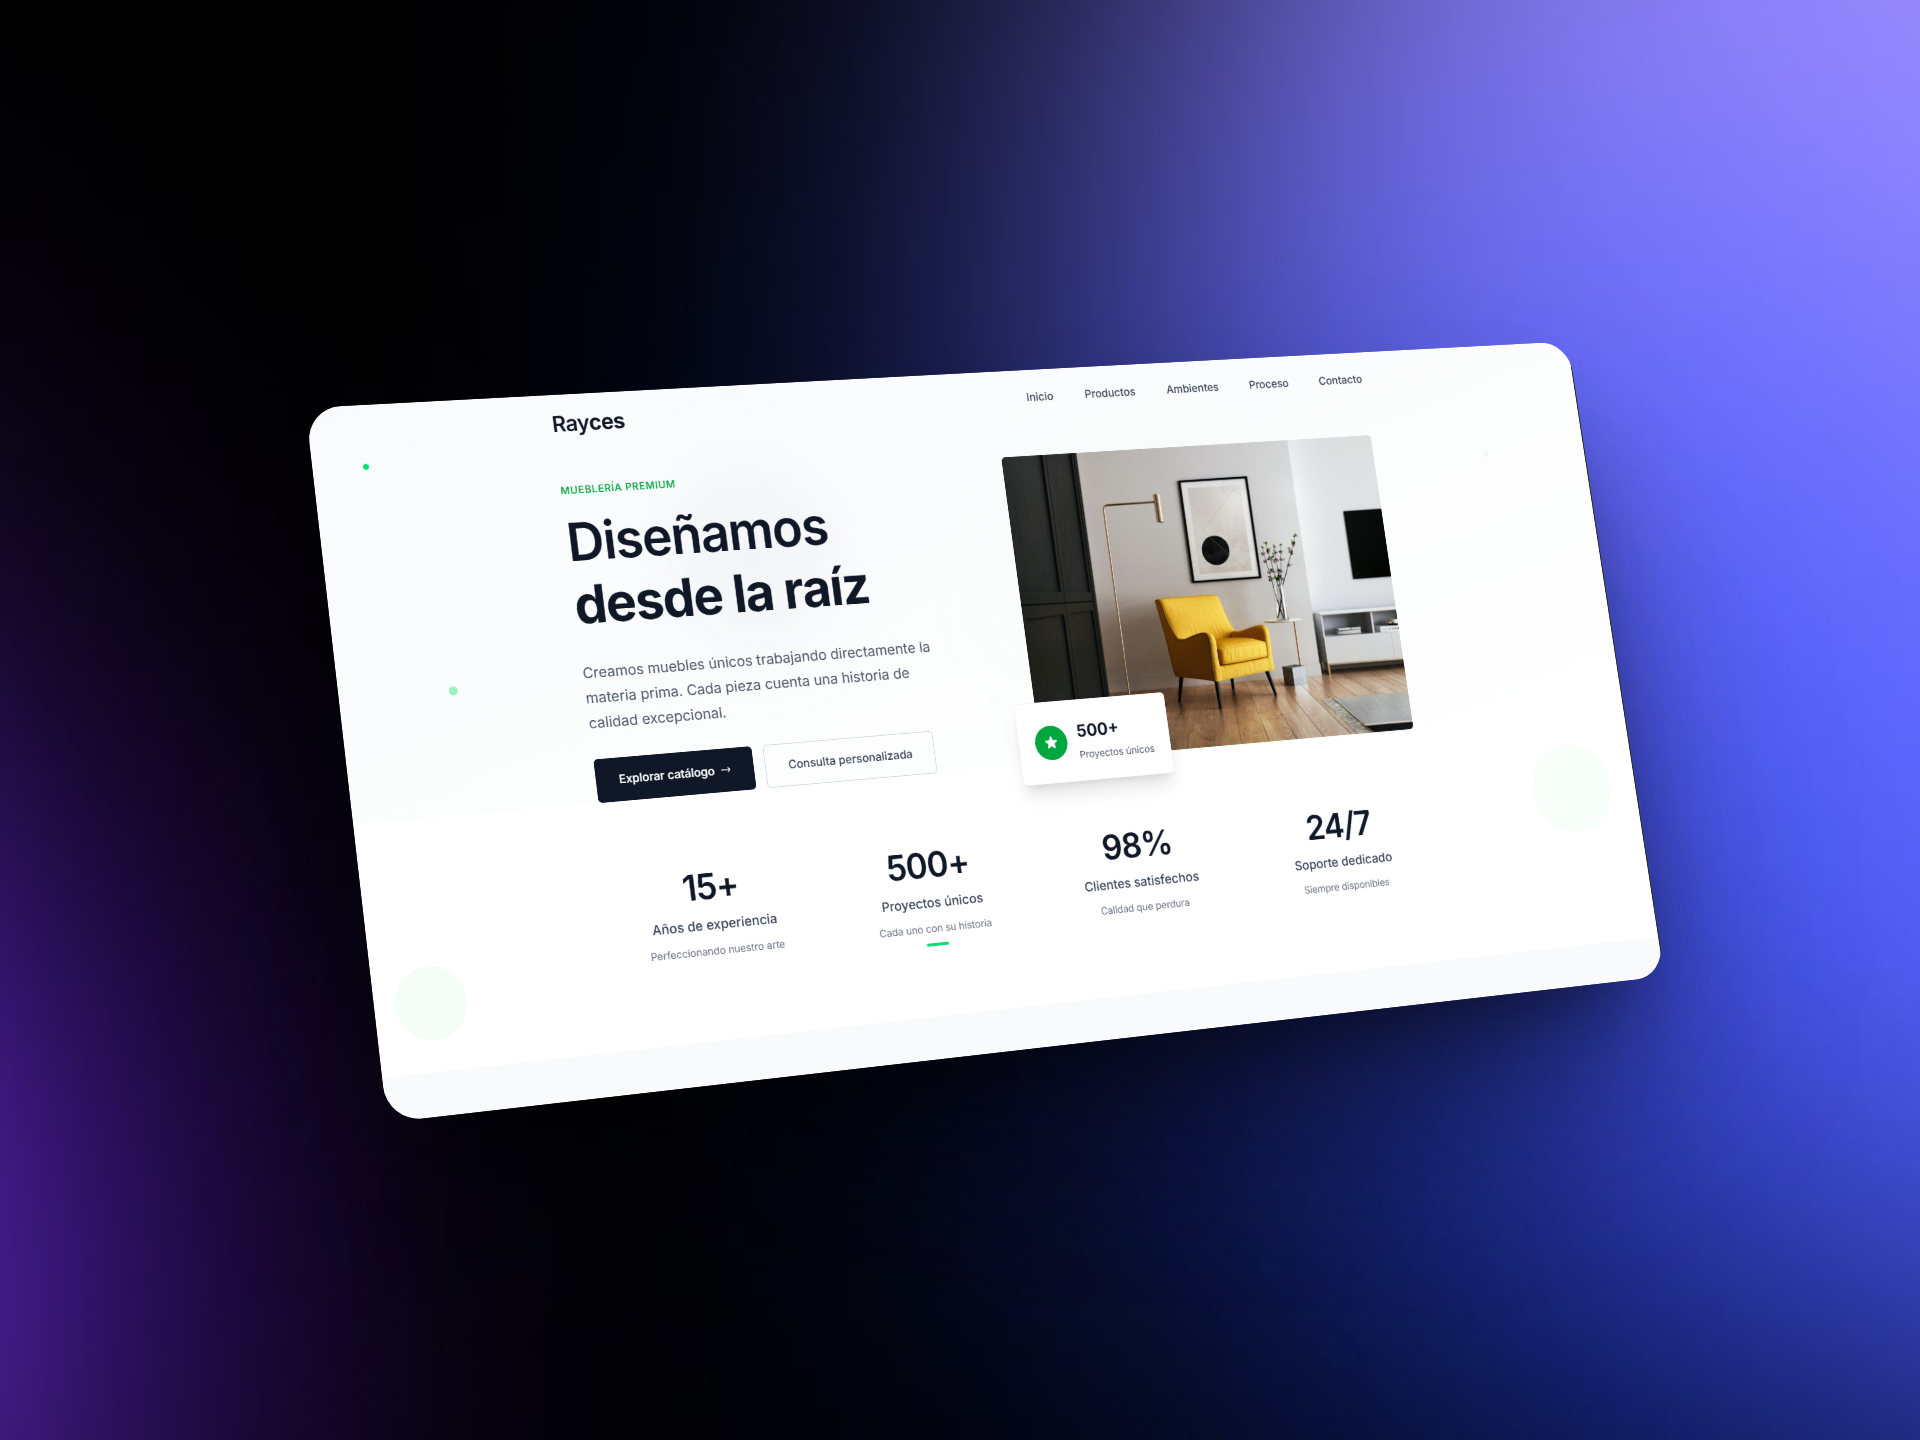 Rayces
Inicio Productos Ambientes Proceso Contacto
MUEBLERÍA PREMIUM
Diseñamos
desde la raíz
Creamos muebles únicos trabajando directamente la
materia prima. Cada pieza cuenta una historia de
calidad excepcional.
Explorar catálogo →
Consulta personalizada
500+
Proyectos únicos
15+
Años de experiencia
Perfeccionando nuestro arte
500+
Proyectos únicos
Cada uno con su historia
98%
Clientes satisfechos
Calidad que perdura
24/7
Soporte dedicado
Siempre disponibles